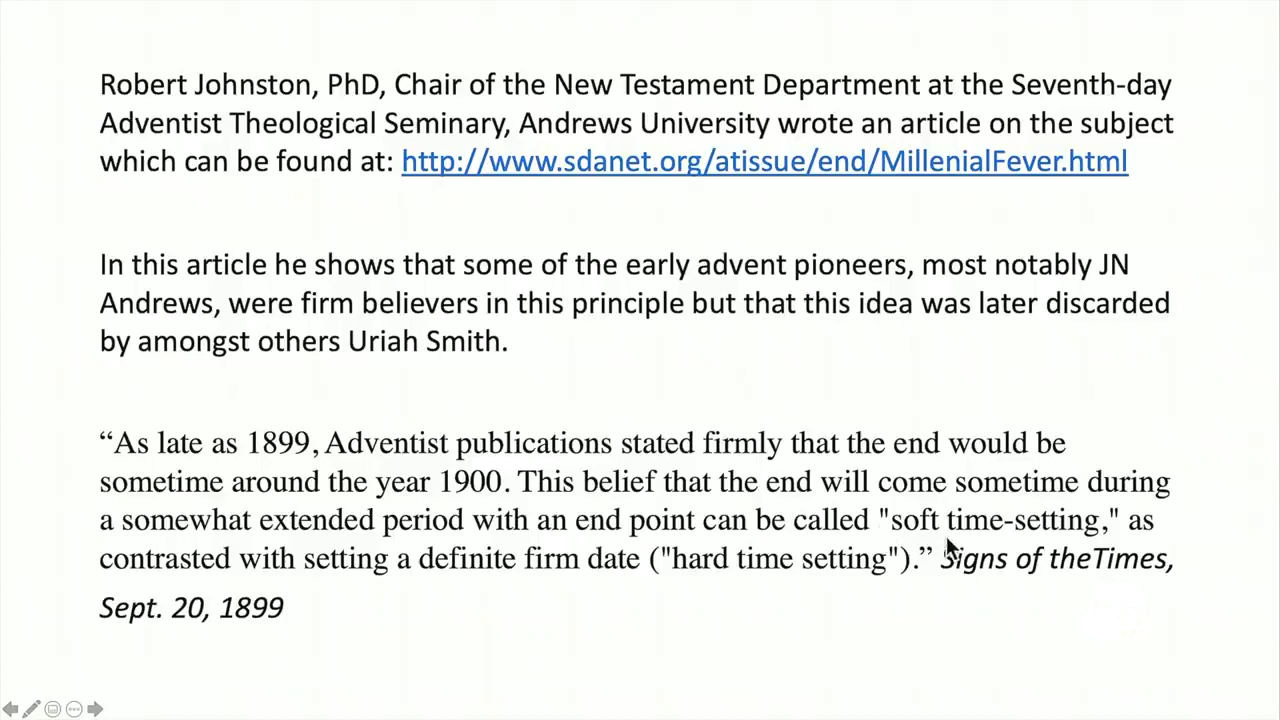 Robert Johnston, PhD, Chair of the New Testament Department at the Seventh-day
Adventist Theological Seminary, Andrews University wrote an article on the subject
which can be found at: http://www.sdanet.org/atissue/end/MillenialFever.html
In this article he shows that some of the early advent pioneers, most notably JN
Andrews, were firm believers in this principle but that this idea was later discarded
by amongst others Uriah Smith.
“As late as 1899, Adventist publications stated firmly that the end would be
sometime around the year 1900. This belief that the end will come sometime during
a somewhat extended period with an end point can be called "soft time-setting," as
contrasted with setting a definite firm date ("hard time setting").” Signs of theTimes,
Sept. 20, 1899